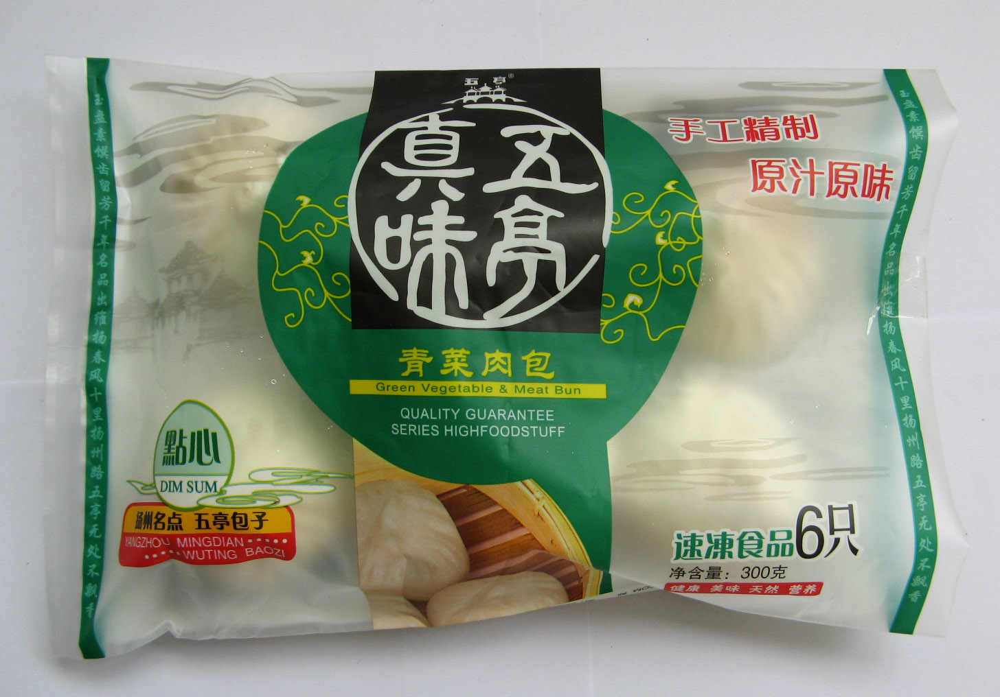 五亭®
五亭
真味
手工精制
原汁原味
青菜肉包
Green Vegetable & Meat Bun
QUALITY GUARANTEE
SERIES HIGHFOODSTUFF
點心
DIM SUM
扬州名点 五亭包子
YANGZHOU MINGDIAN
WUTING BAOZI
速凍食品6只
净含量：300克
健康 美味 天然 营养
玉盘素馔齿留芳千年名品出维扬春风十里扬州路五亭无处不飘香
玉盘素馔齿留芳千年名品出维扬春风十里扬州路五亭无处不飘香